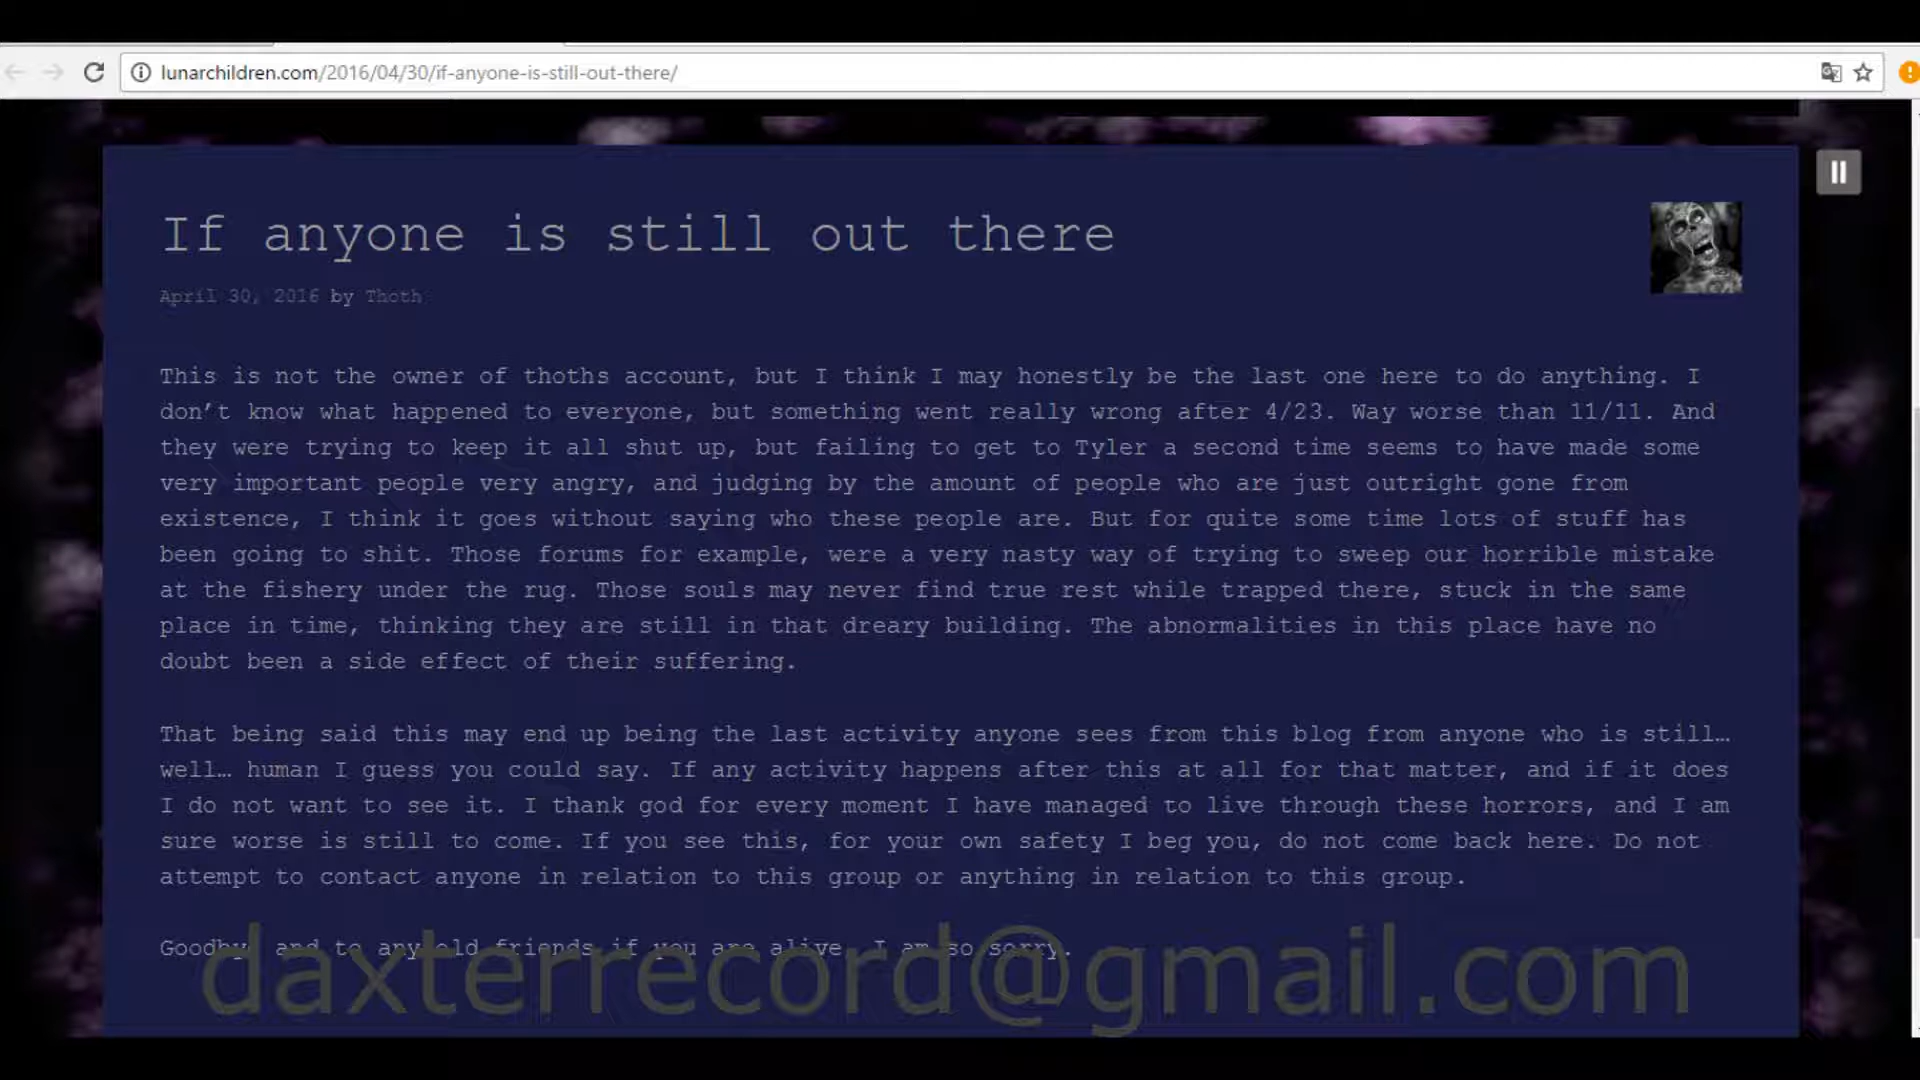 lunarchildren.com/2016/04/30/if-anyone-is-still-out-there/
If anyone is still out there
April 30, 2016 by Thoth
This is not the owner of thoths account, but I think I may honestly be the last one here to do anything. I
don’t know what happened to everyone, but something went really wrong after 4/23. Way worse than 11/11. And
they were trying to keep it all shut up, but failing to get to Tyler a second time seems to have made some
very important people very angry, and judging by the amount of people who are just outright gone from
existence, I think it goes without saying who these people are. But for quite some time lots of stuff has
been going to shit. Those forums for example, were a very nasty way of trying to sweep our horrible mistake
at the fishery under the rug. Those souls may never find true rest while trapped there, stuck in the same
place in time, thinking they are still in that dreary building. The abnormalities in this place have no
doubt been a side effect of their suffering.
That being said this may end up being the last activity anyone sees from this blog from anyone who is still…
well… human I guess you could say. If any activity happens after this at all for that matter, and if it does
I do not want to see it. I thank god for every moment I have managed to live through these horrors, and I am
sure worse is still to come. If you see this, for your own safety I beg you, do not come back here. Do not
attempt to contact anyone in relation to this group or anything in relation to this group.
Goodbye and to any old friends if you are alive, I am so sorry.
daxterrecord@gmail.com